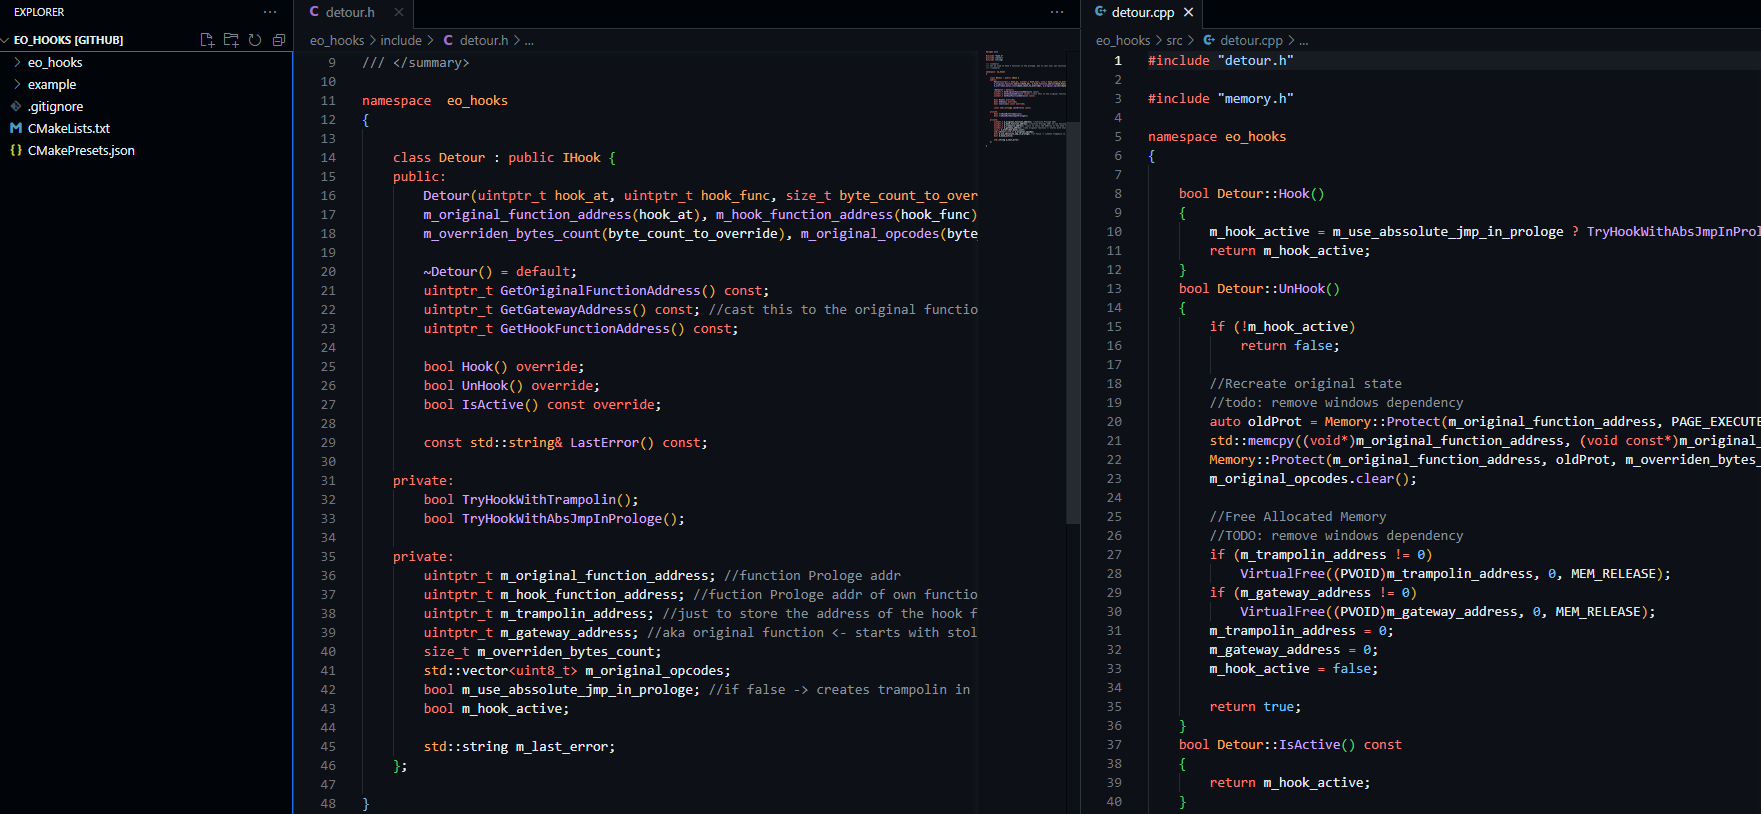 EXPLORER
EO_HOOKS [GITHUB]
eo_hooks
example
.gitignore
CMakeLists.txt
CMakePresets.json
detour.h
eo_hooks > include > C detour.h > ...
9 /// </summary>
10
11 namespace  eo_hooks
12 {
13
14 class Detour : public IHook {
15 public:
16 Detour(uintptr_t hook_at, uintptr_t hook_func, size_t byte_count_to_over
17 m_original_function_address(hook_at), m_hook_function_address(hook_func)
18 m_overriden_bytes_count(byte_count_to_override), m_original_opcodes(byte
19
20 ~Detour() = default;
21 uintptr_t GetOriginalFunctionAddress() const;
22 uintptr_t GetGatewayAddress() const; //cast this to the original functio
23 uintptr_t GetHookFunctionAddress() const;
24
25 bool Hook() override;
26 bool UnHook() override;
27 bool IsActive() const override;
28
29 const std::string& LastError() const;
30
31 private:
32 bool TryHookWithTrampolin();
33 bool TryHookWithAbsJmpInProloge();
34
35 private:
36 uintptr_t m_original_function_address; //function Prologe addr
37 uintptr_t m_hook_function_address; //fuction Prologe addr of own functio
38 uintptr_t m_trampolin_address; //just to store the address of the hook f
39 uintptr_t m_gateway_address; //aka original function <- starts with stol
40 size_t m_overriden_bytes_count;
41 std::vector<uint8_t> m_original_opcodes;
42 bool m_use_abssolute_jmp_in_prologe; //if false -> creates trampolin in
43 bool m_hook_active;
44
45 std::string m_last_error;
46 };
47
48 }
detour.cpp
eo_hooks > src > detour.cpp > ...
1 #include "detour.h"
2
3 #include "memory.h"
4
5 namespace eo_hooks
6 {
7
8 bool Detour::Hook()
9 {
10 m_hook_active = m_use_abssolute_jmp_in_prologe ? TryHookWithAbsJmpInProl
11 return m_hook_active;
12 }
13 bool Detour::UnHook()
14 {
15 if (!m_hook_active)
16 return false;
17
18 //Recreate original state
19 //todo: remove windows dependency
20 auto oldProt = Memory::Protect(m_original_function_address, PAGE_EXECUTE
21 std::memcpy((void*)m_original_function_address, (void const*)m_original_
22 Memory::Protect(m_original_function_address, oldProt, m_overriden_bytes_
23 m_original_opcodes.clear();
24
25 //Free Allocated Memory
26 //TODO: remove windows dependency
27 if (m_trampolin_address != 0)
28 VirtualFree((PVOID)m_trampolin_address, 0, MEM_RELEASE);
29 if (m_gateway_address != 0)
30 VirtualFree((PVOID)m_gateway_address, 0, MEM_RELEASE);
31 m_trampolin_address = 0;
32 m_gateway_address = 0;
33 m_hook_active = false;
34
35 return true;
36 }
37 bool Detour::IsActive() const
38 {
39 return m_hook_active;
40 }